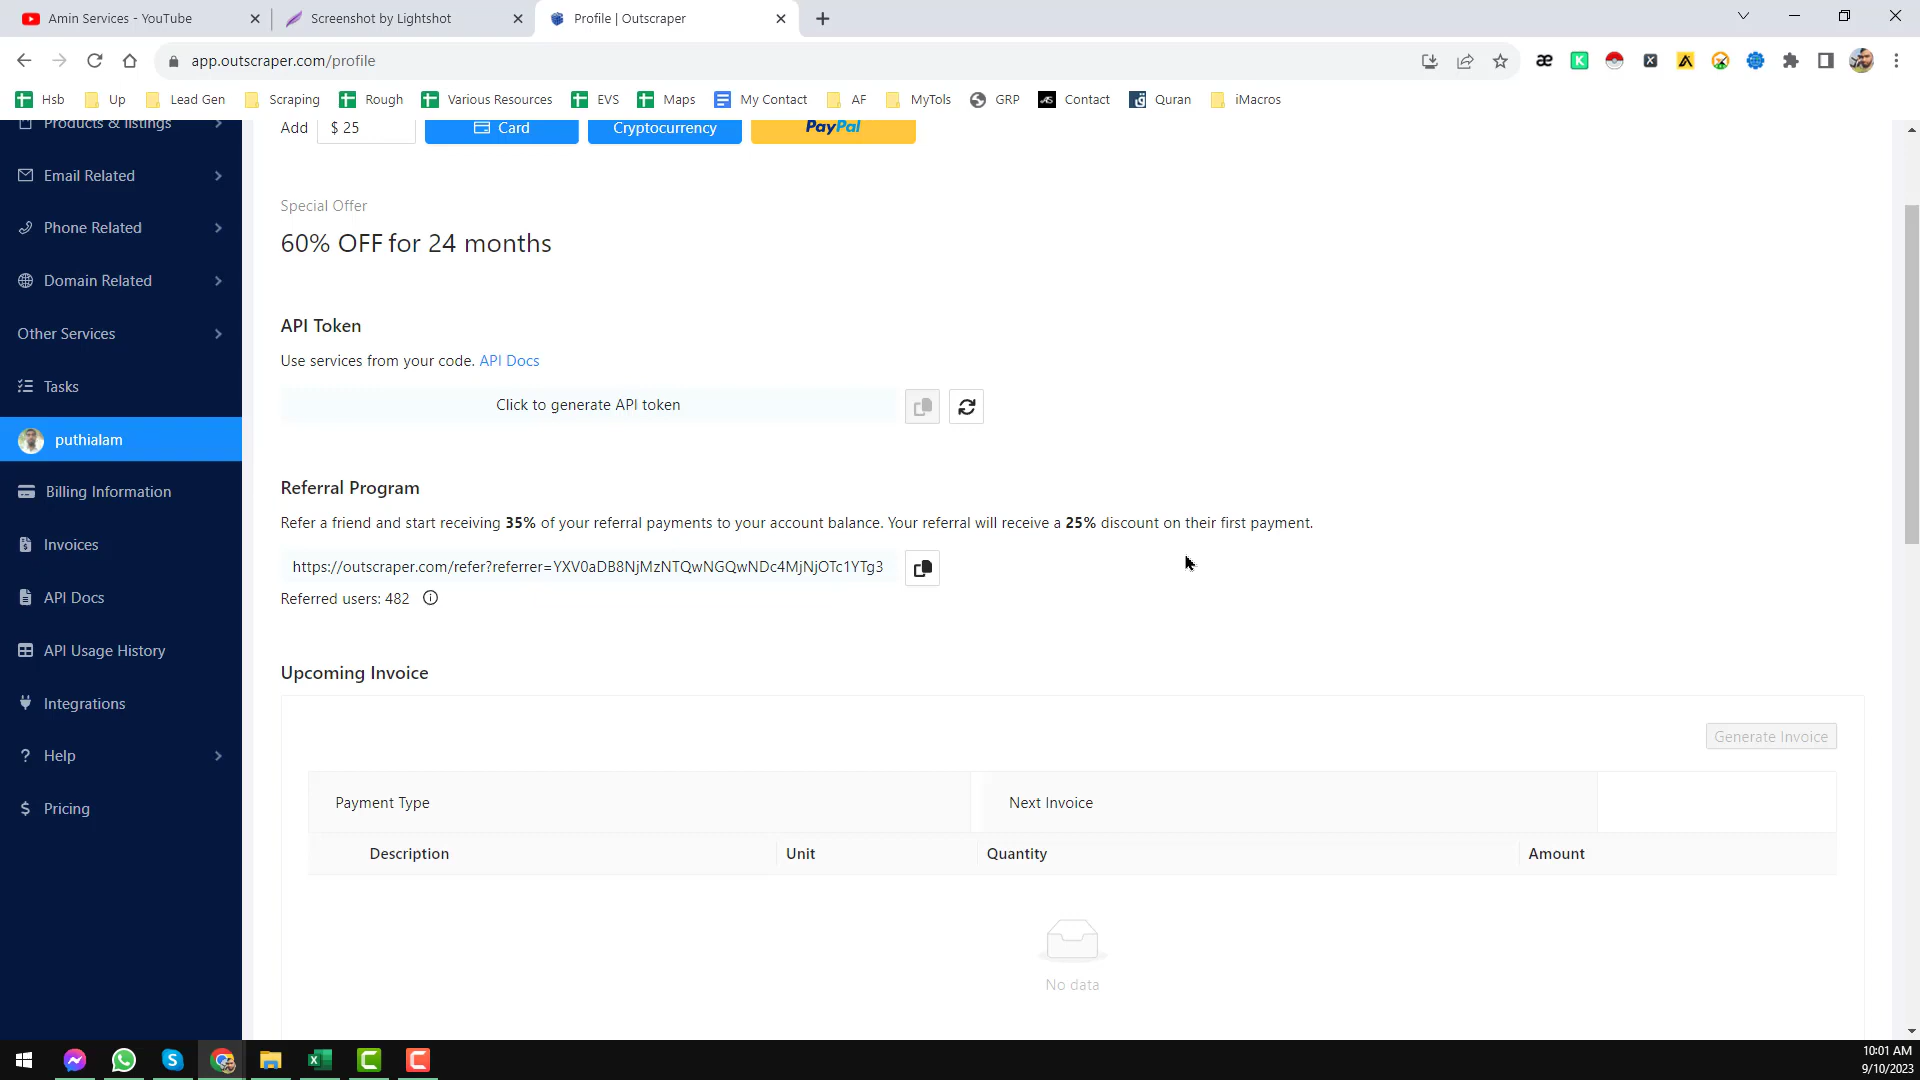 Amin Services - YouTube
Screenshot by Lightshot
Profile | Outscraper
app.outscraper.com/profile
Hsb
Up
Lead Gen
Scraping
Rough
Various Resources
EVS
Maps
My Contact
AF
MyTols
GRP
Contact
Quran
iMacros
Products & listings
Email Related
Phone Related
Domain Related
Other Services
Tasks
puthialam
Billing Information
Invoices
API Docs
API Usage History
Integrations
Help
Pricing
Add
$ 25
Card
Cryptocurrency
PayPal
Special Offer
60% OFF for 24 months
API Token
Use services from your code. API Docs
Click to generate API token
Referral Program
Refer a friend and start receiving 35% of your referral payments to your account balance. Your referral will receive a 25% discount on their first payment.
https://outscraper.com/refer?referrer=YXV0aDB8NjMzNTQwNGQwNDc4MjNjOTc1YTg3
Referred users: 482
Upcoming Invoice
Generate Invoice
Payment Type
Next Invoice
Description
Unit
Quantity
Amount
No data
10:01 AM
9/10/2023